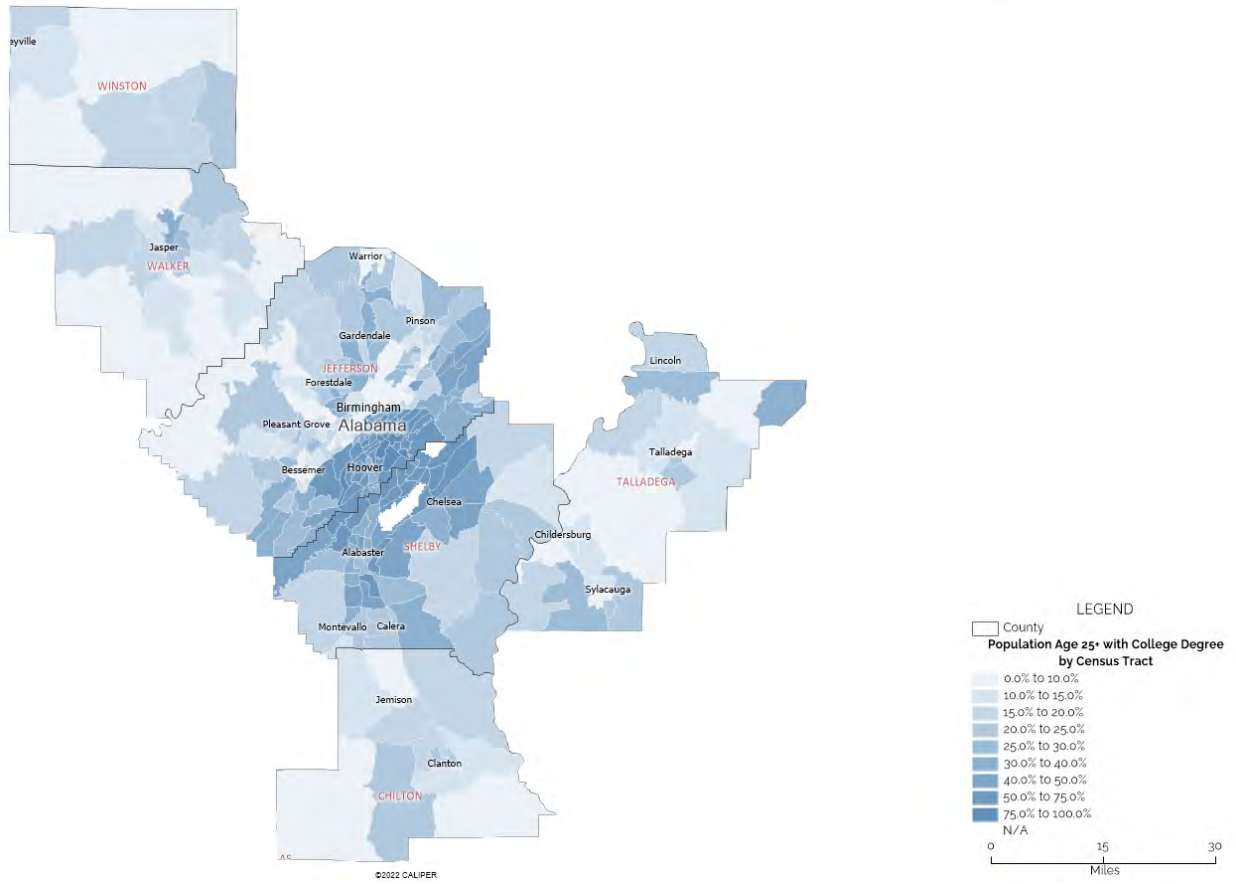 eyville
WINSTON
Jasper
WALKER
Warrior
Pinson
Gardendale
JEFFERSON
Forestdale
Lincoln
Birmingham
Pleasant Grove
Alabama
Talladega
Bessemer
Hoover
TALLADEGA
Chelsea
Childersburg
Alabaster
SHELBY
Sylacauga
Montevallo
Calera
Jemison
Clanton
CHILTON
AS
©2022 CALIPER
LEGEND
County
Population Age 25+ with College Degree
by Census Tract
0.0% to 10.0%
10.0% to 15.0%
15.0% to 20.0%
20.0% to 25.0%
25.0% to 30.0%
30.0% to 40.0%
40.0% to 50.0%
50.0% to 75.0%
75.0% to 100.0%
N/A
0 15 30
Miles